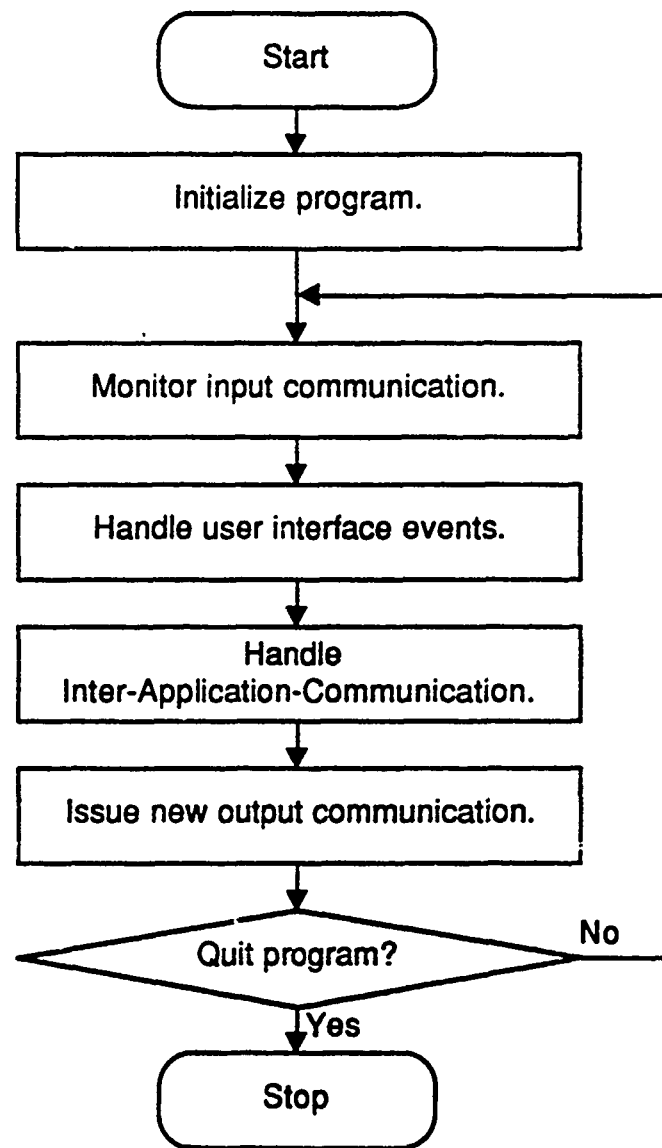 Start
Initialize program.
Monitor input communication.
Handle user interface events.
Handle
Inter-Application-Communication.
Issue new output communication.
Quit program?
No
Yes
Stop